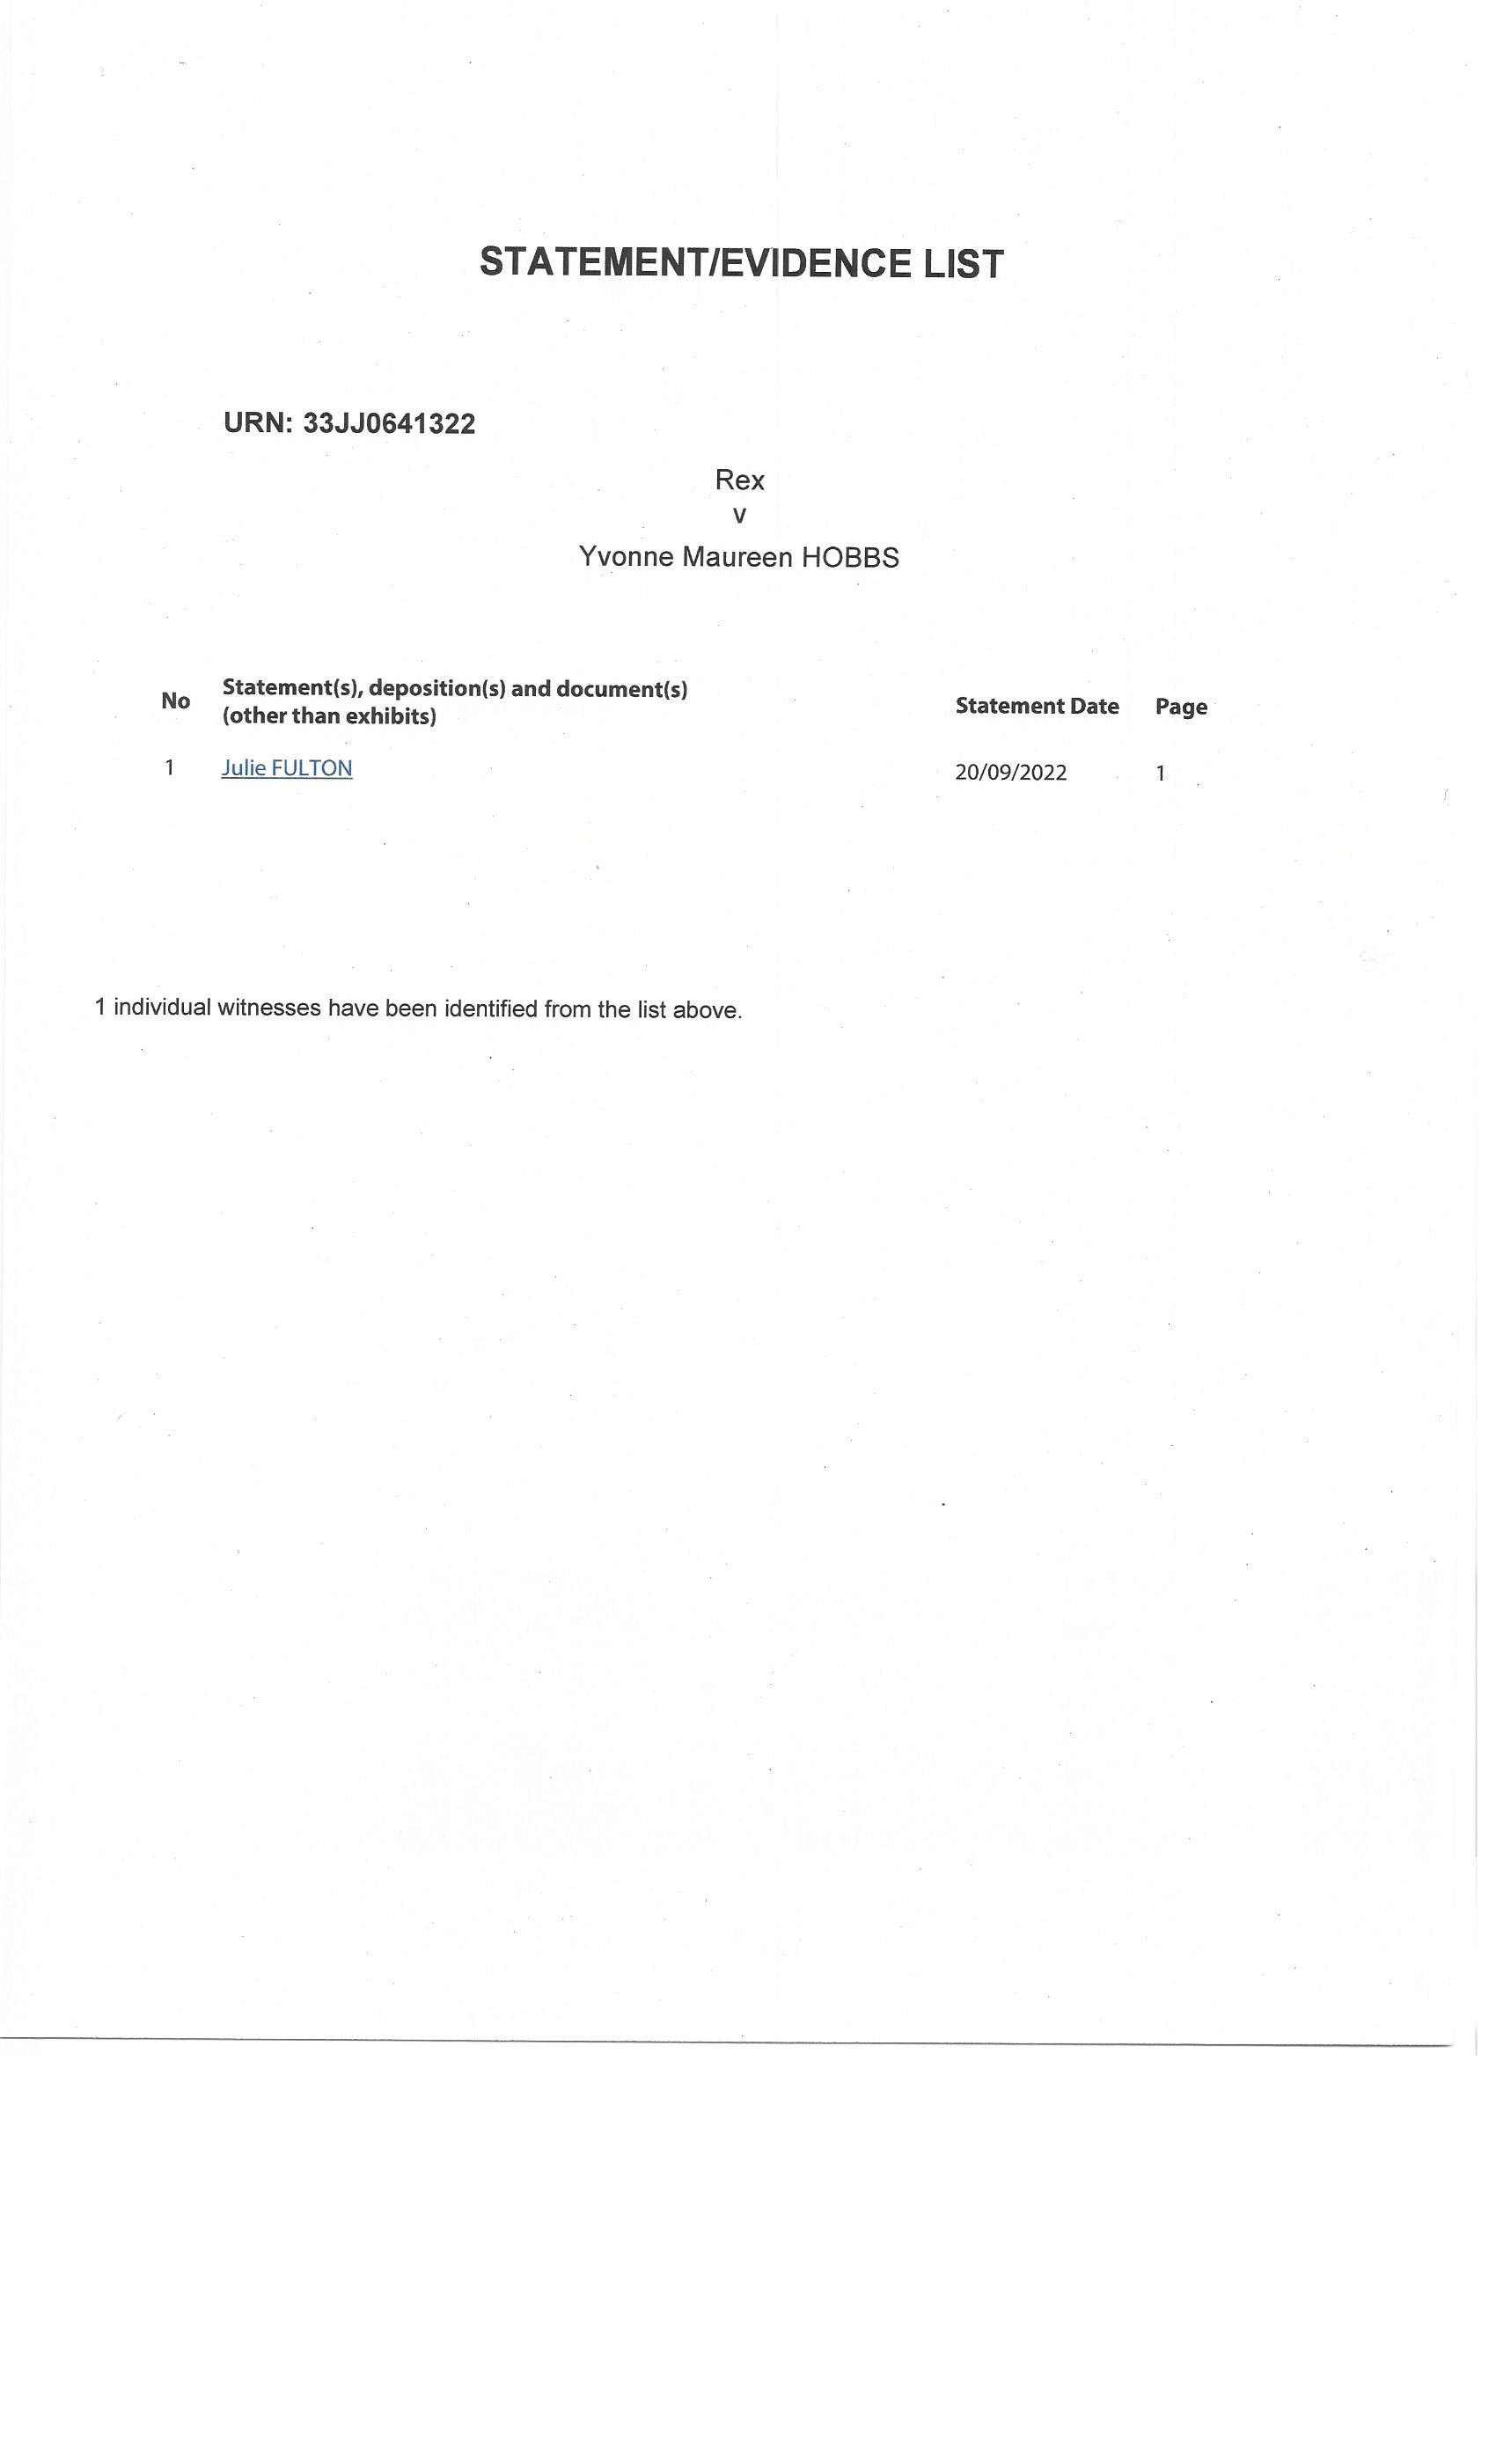 STATEMENT/EVIDENCE LIST
URN: 33JJ0641322
Rex
v
Yvonne Maureen HOBBS
No Statement(s), deposition(s) and document(s) Statement Date Page
(other than exhibits)
1 Julie FULTON 20/09/2022 1
1 individual witnesses have been identified from the list above.